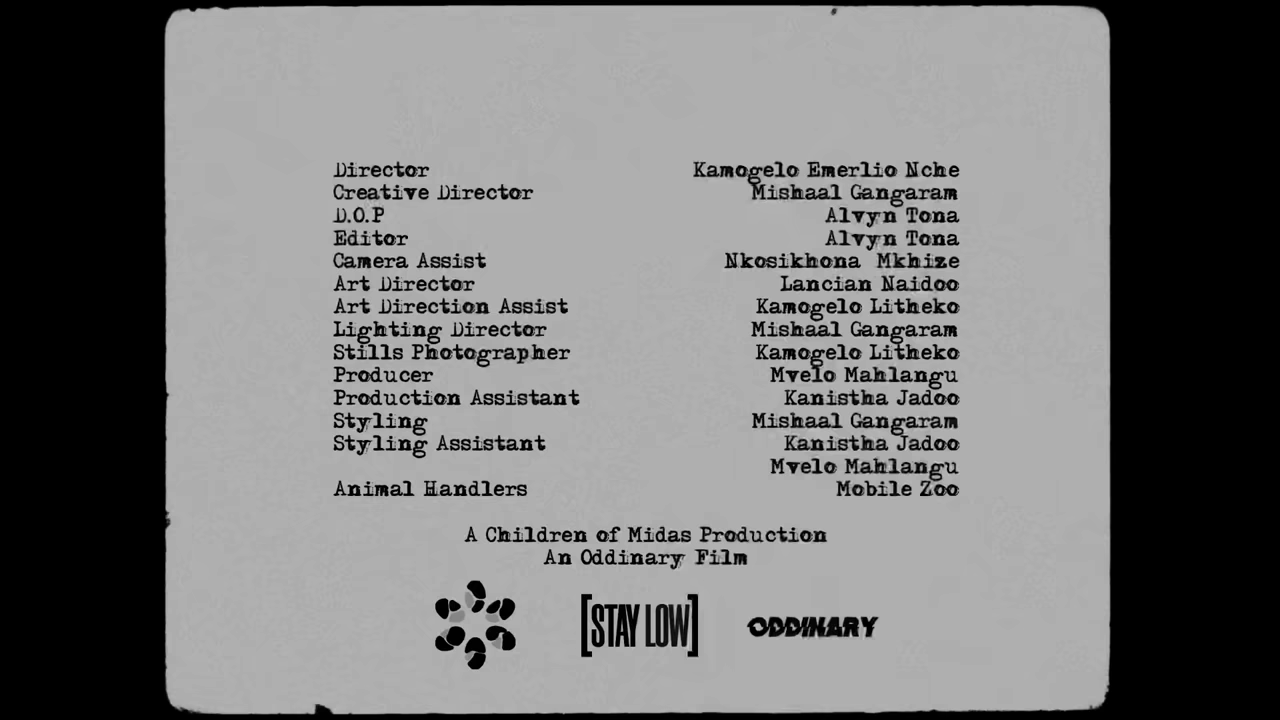 Director Kamogelo Emerlio Nche
Creative Director Mishaal Gangaram
D.O.P Alvyn Tona
Editor Alvyn Tona
Camera Assist Nkosikhona Mkhize
Art Director Lancian Naidoo
Art Direction Assist Kamogelo Litheko
Lighting Director Mishaal Gangaram
Stills Photographer Kamogelo Litheko
Producer Mvelo Mahlangu
Production Assistant Kanistha Jadoo
Styling Mishaal Gangaram
Styling Assistant Kanistha Jadoo
Mvelo Mahlangu
Animal Handlers Mobile Zoo
A Children of Midas Production
An Oddinary Film
[STAY LOW] ODDINARY